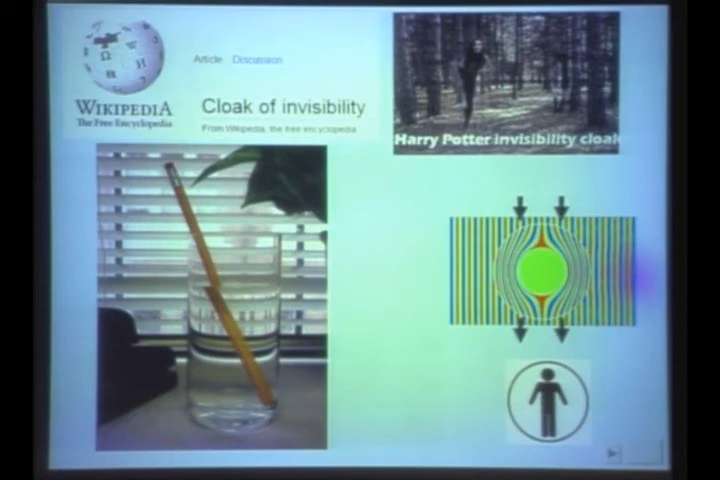 Article Discussion
WIKIPEDIA
The Free Encyclopedia
Cloak of invisibility
From Wikipedia, the free encyclopedia
Harry Potter invisibility cloak